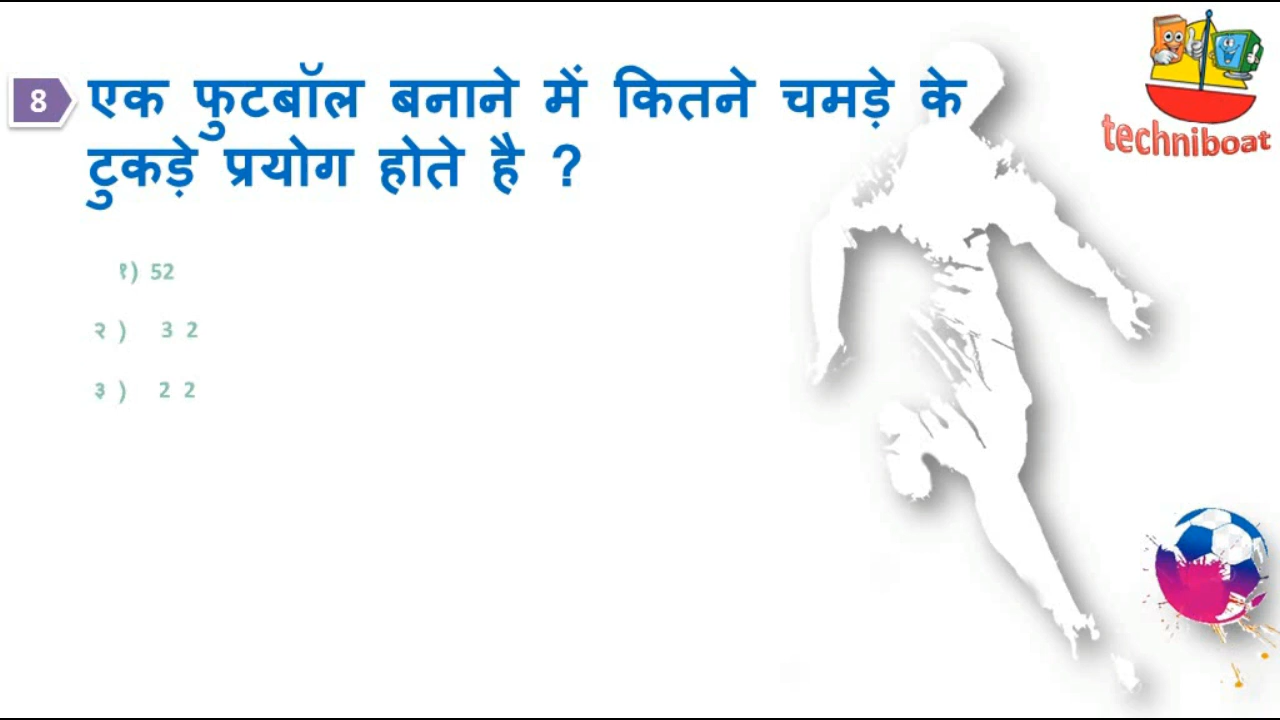 8
एक फुटबॉल बनाने में कितने चमड़े के
टुकड़े प्रयोग होते है ?
१) 52
२ ) 3 2
३ ) 2 2
techniboat